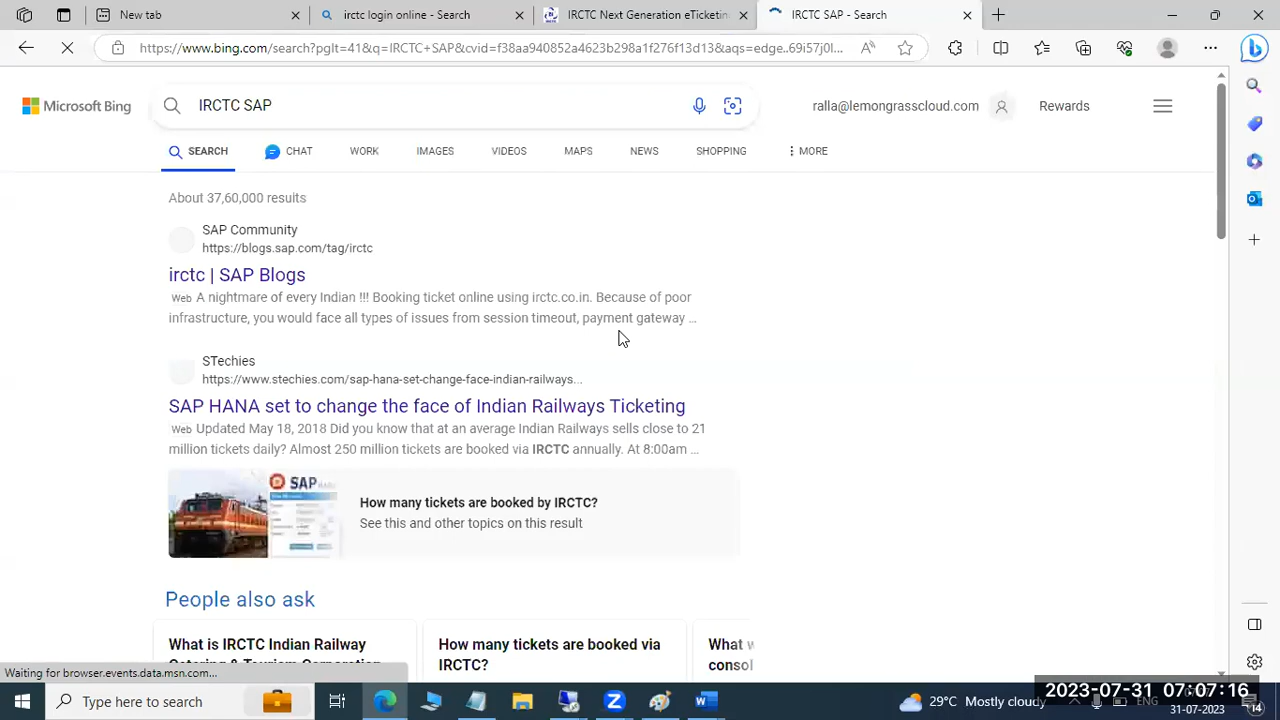 IRCTC Next Generation eTicketin
IRCTC SAP - Search
https://www.bing.com/search?pglt=41&q=IRCTC+SAP&cvid=f38aa940852a4623b298a1f276f13d13&aqs=edge..69i57j0l...
Microsoft Bing
IRCTC SAP
ralla@lemongrasscloud.com
Rewards
SEARCH
CHAT
WORK
IMAGES
VIDEOS
MAPS
NEWS
SHOPPING
MORE
About 37,60,000 results
SAP Community
https://blogs.sap.com/tag/irctc
irctc | SAP Blogs
Web A nightmare of every Indian !!! Booking ticket online using irctc.co.in. Because of poor
infrastructure, you would face all types of issues from session timeout, payment gateway ...
STechies
https://www.stechies.com/sap-hana-set-change-face-indian-railways...
SAP HANA set to change the face of Indian Railways Ticketing
Web Updated May 18, 2018 Did you know that at an average Indian Railways sells close to 21
million tickets daily? Almost 250 million tickets are booked via IRCTC annually. At 8:00am ...
SAP
How many tickets are booked by IRCTC?
See this and other topics on this result
People also ask
What is IRCTC Indian Railway
Catering & Tourism Corporation
How many tickets are booked via
IRCTC?
What
consol
Waiting for browser.events.data.msn.com...
Type here to search
29°C Mostly cloudy
ENG
2023-07-31 07:07:16
31-07-2023